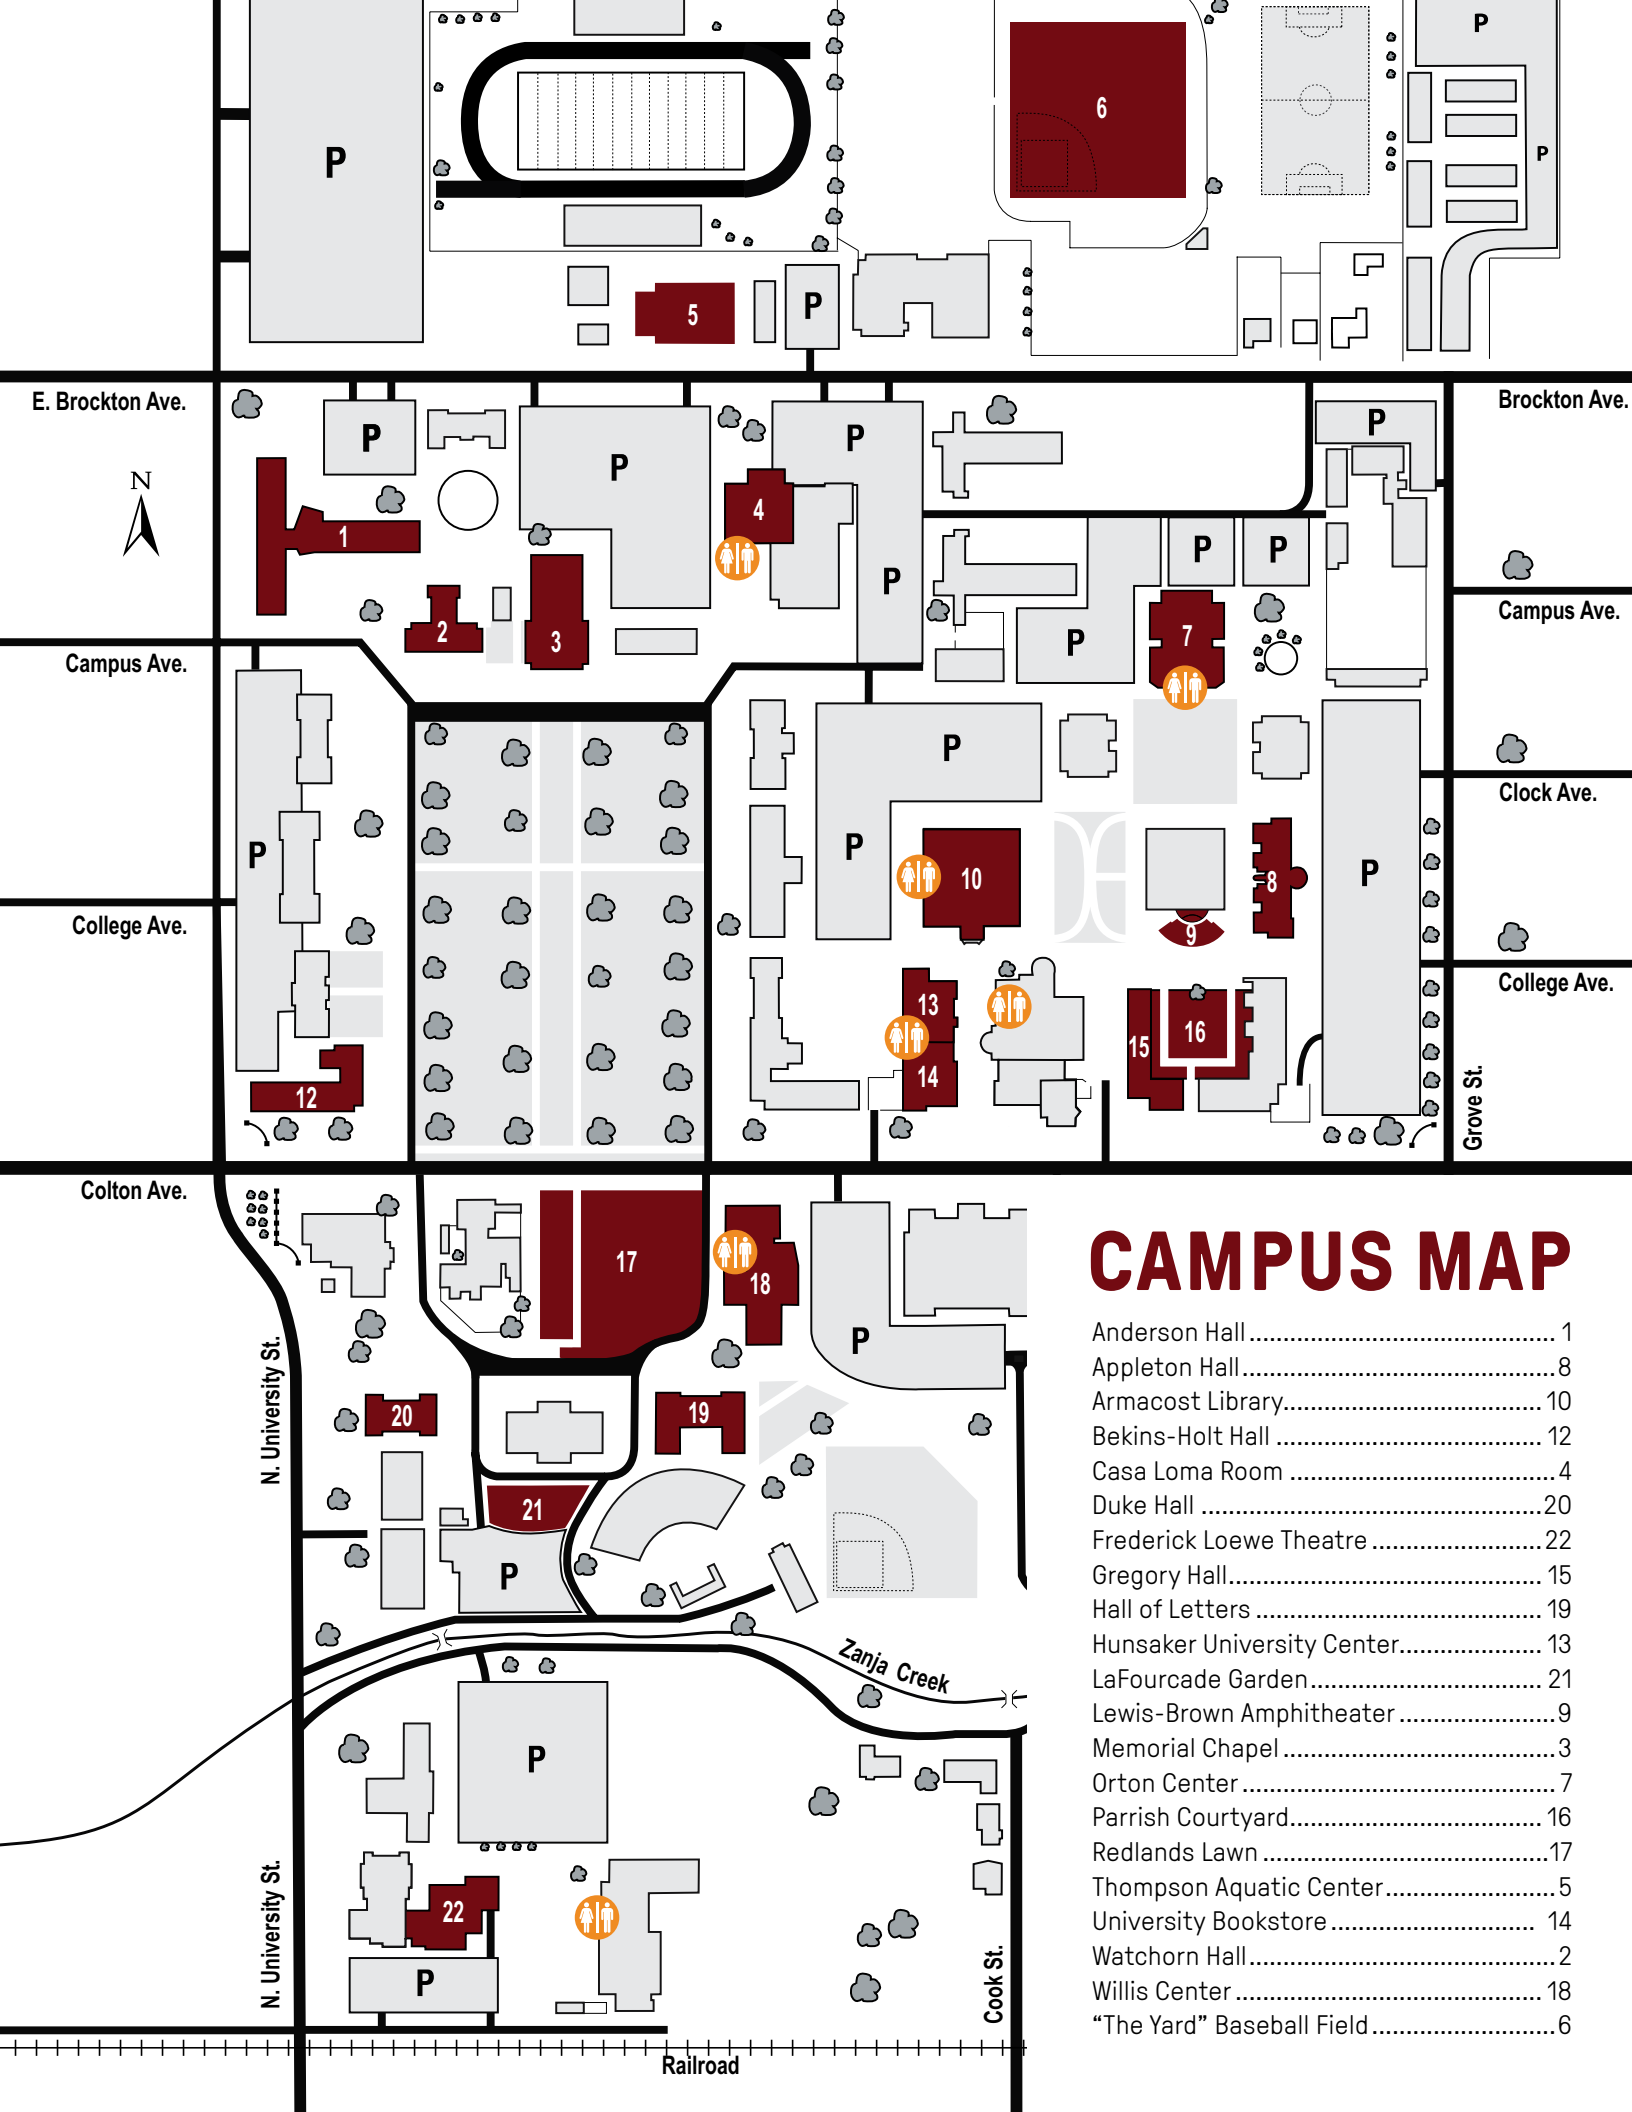 P
6
P
P
P
5
P
E. Brockton Ave.
Brockton Ave.
P
P
P
P
N
4
1
P
P
P
Campus Ave.
2
3
P
7
Campus Ave.
P
Clock Ave.
P
P
10
8
P
College Ave.
9
College Ave.
13
15
16
14
12
Grove St.
Colton Ave.
17
18
P
N. University St.
20
19
21
P
Zanja Creek
P
22
P
N. University St.
Cook St.
Railroad
CAMPUS MAP
Anderson Hall ............................................. 1
Appleton Hall ............................................... 8
Armacost Library...................................... 10
Bekins-Holt Hall ....................................... 12
Casa Loma Room ........................................ 4
Duke Hall .................................................. 20
Frederick Loewe Theatre ......................... 22
Gregory Hall.............................................. 15
Hall of Letters .......................................... 19
Hunsaker University Center..................... 13
LaFourcade Garden.................................. 21
Lewis-Brown Amphitheater ....................... 9
Memorial Chapel ........................................ 3
Orton Center .............................................. 7
Parrish Courtyard..................................... 16
Redlands Lawn ..........................................17
Thompson Aquatic Center.......................... 5
University Bookstore .............................. 14
Watchorn Hall............................................. 2
Willis Center ............................................. 18
“The Yard” Baseball Field ...........................6